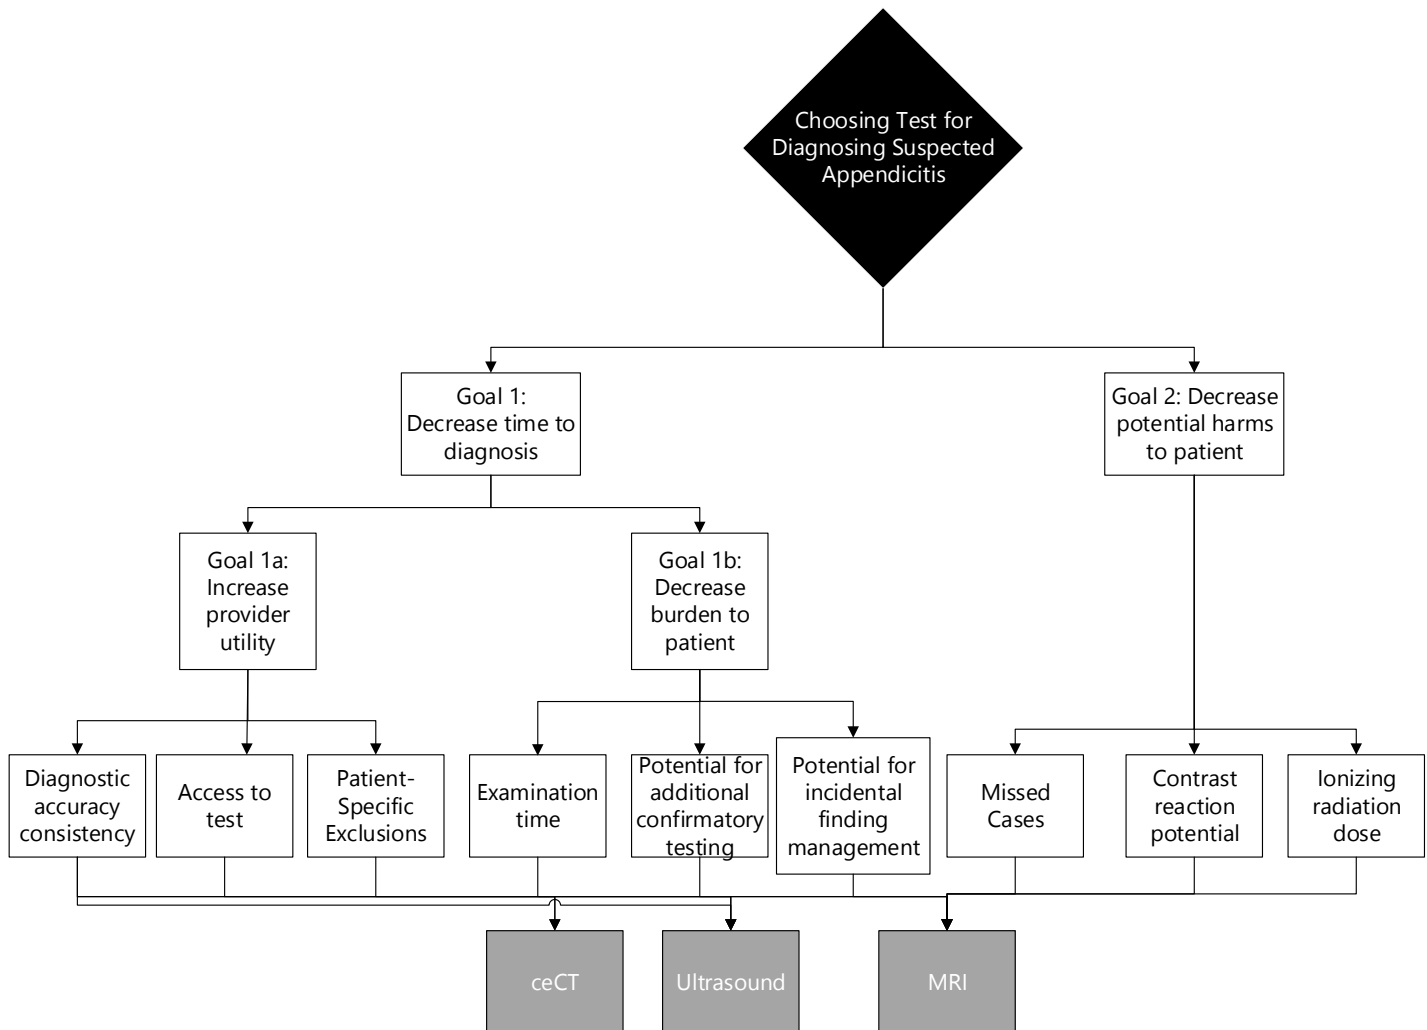 Choosing Test for
Diagnosing Suspected
Appendicitis
Goal 1:
Decrease time to
diagnosis
Goal 2: Decrease
potential harms
to patient
Goal 1a:
Increase
provider
utility
Goal 1b:
Decrease
burden to
patient
Diagnostic
accuracy
consistency
Access to
test
Patient-
Specific
Exclusions
Examination
time
Potential for
additional
confirmatory
testing
Potential for
incidental
finding
management
Missed
Cases
Contrast
reaction
potential
Ionizing
radiation
dose
ceCT
Ultrasound
MRI